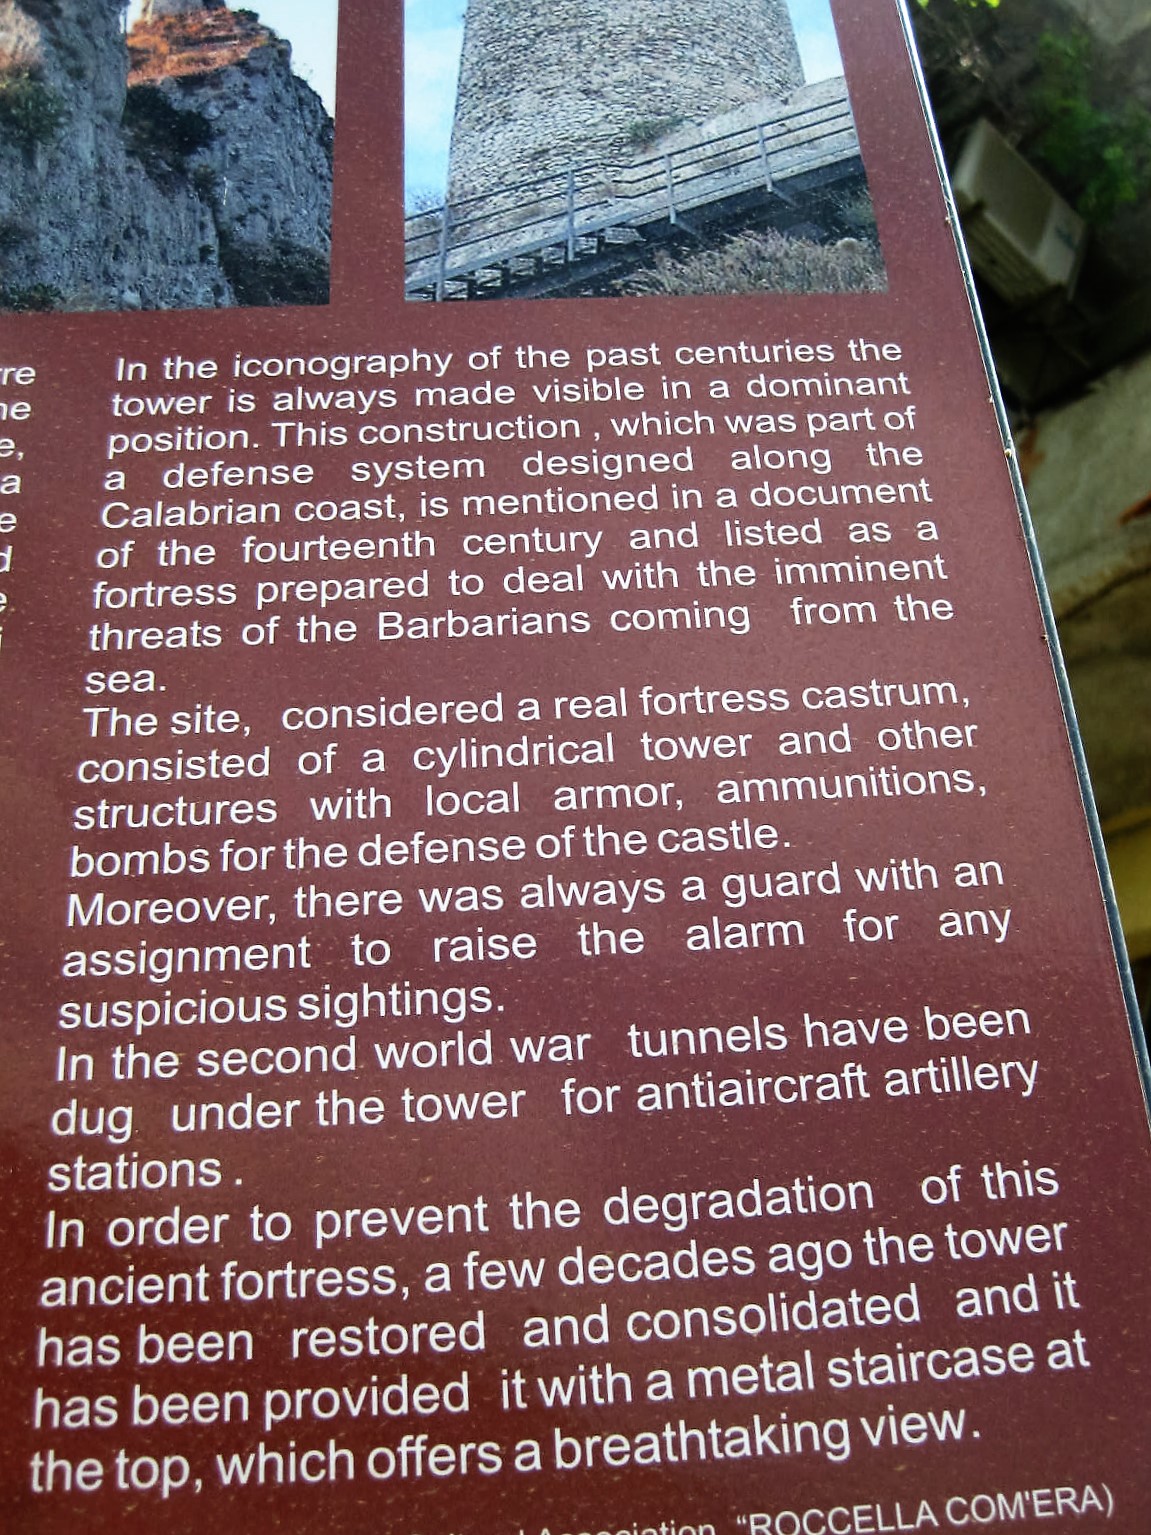 rre
ne
e,
a
e
d
e
i
In the iconography of the past centuries the
tower is always made visible in a dominant
position. This construction , which was part of
a defense system designed along the
Calabrian coast, is mentioned in a document
of the fourteenth century and listed as a
fortress prepared to deal with the imminent
threats of the Barbarians coming from the
sea.
The site, considered a real fortress castrum,
consisted of a cylindrical tower and other
structures with local armor, ammunitions,
bombs for the defense of the castle.
Moreover, there was always a guard with an
assignment to raise the alarm for any
suspicious sightings.
In the second world war tunnels have been
dug under the tower for antiaircraft artillery
stations .
In order to prevent the degradation of this
ancient fortress, a few decades ago the tower
has been restored and consolidated and it
has been provided it with a metal staircase at
the top, which offers a breathtaking view.
Association "ROCCELLA COM'ERA)